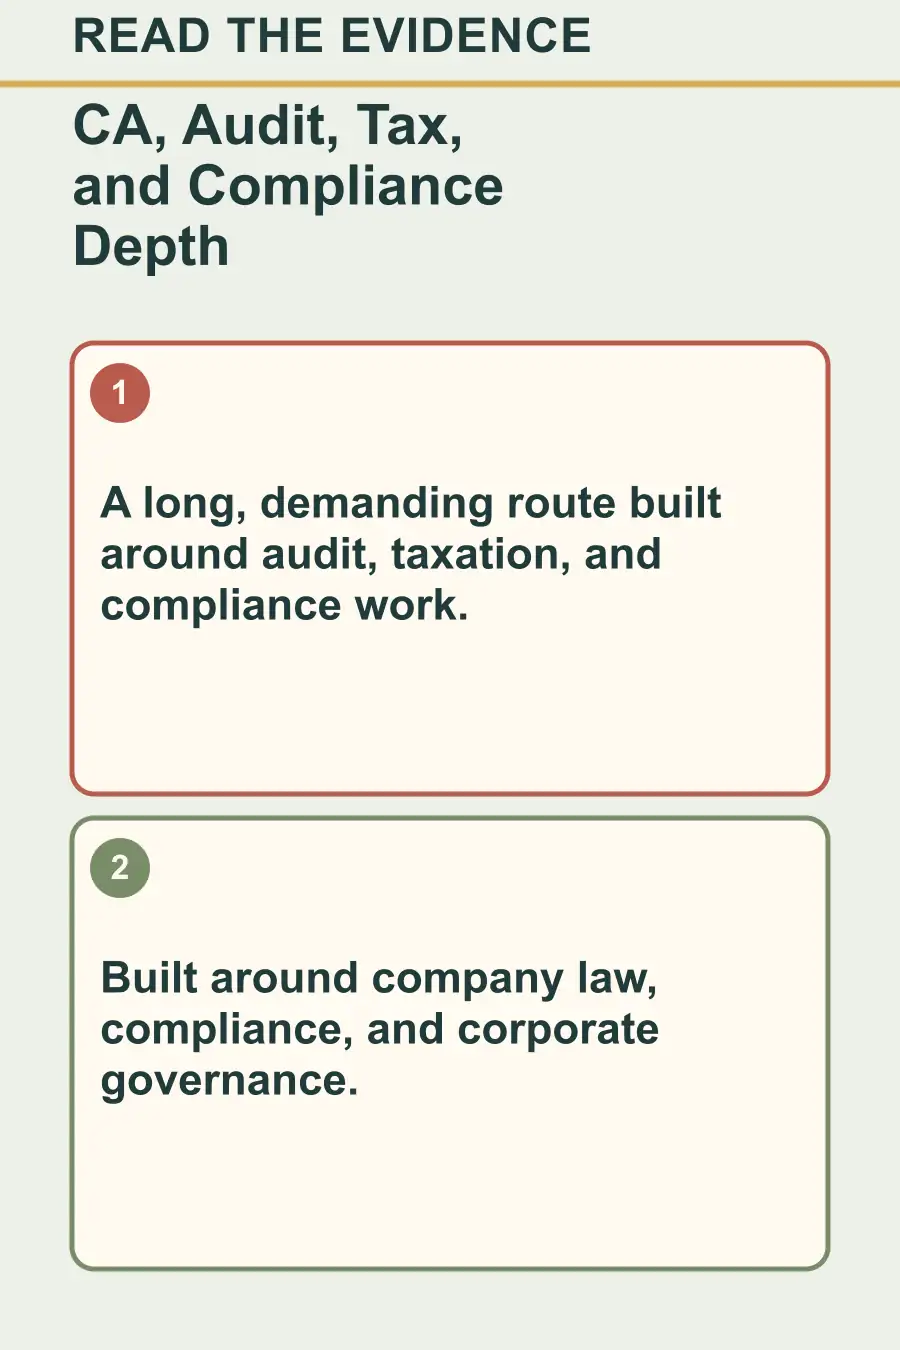 READ THE EVIDENCE
CA, Audit, Tax,
and Compliance
Depth
1
A long, demanding route built
around audit, taxation, and
compliance work.
2
Built around company law,
compliance, and corporate
governance.